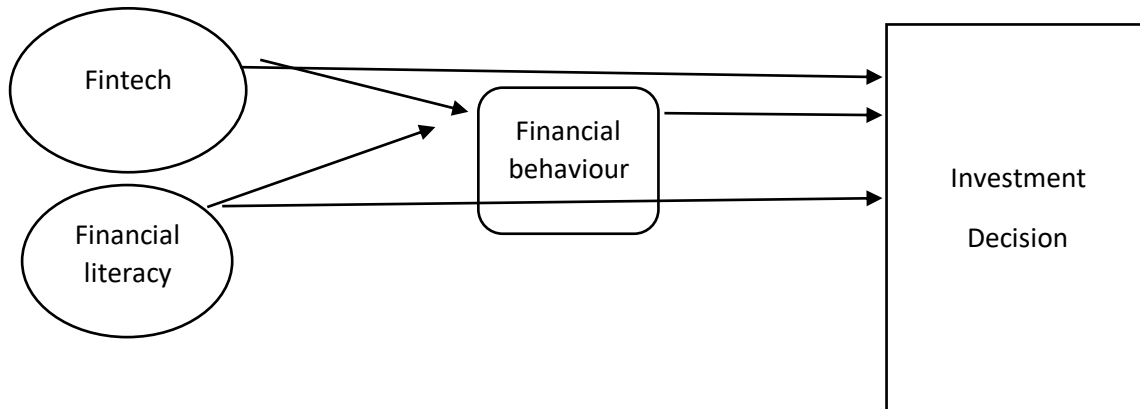 Fintech
Financial
behaviour
Investment
Decision
Financial
literacy